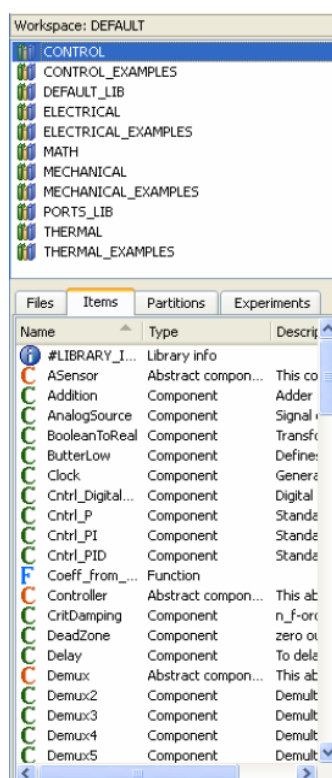 Workspace: DEFAULT
CONTROL
CONTROL_EXAMPLES
DEFAULT_LIB
ELECTRICAL
ELECTRICAL_EXAMPLES
MATH
MECHANICAL
MECHANICAL_EXAMPLES
PORTS_LIB
THERMAL
THERMAL_EXAMPLES
Files Items Partitions Experiments
Name Type Descrip
#LIBRARY_I... Library info
C ASensor Abstract compon... This co
C Addition Component Adder
C AnalogSource Component Signal
C BooleanToReal Component Transfo
C ButterLow Component Defines
C Clock Component Genera
C Cntrl_Digital... Component Digital
C Cntrl_P Component Standa
C Cntrl_PI Component Standa
C Cntrl_PID Component Standa
F Coeff_from_... Function
C Controller Abstract compon... This ab
C CritDamping Component n_f-orc
C DeadZone Component zero ou
C Delay Component To dela
C Demux Abstract compon... This ab
C Demux2 Component Demult
C Demux3 Component Demult
C Demux4 Component Demult
C Demux5 Component Demult